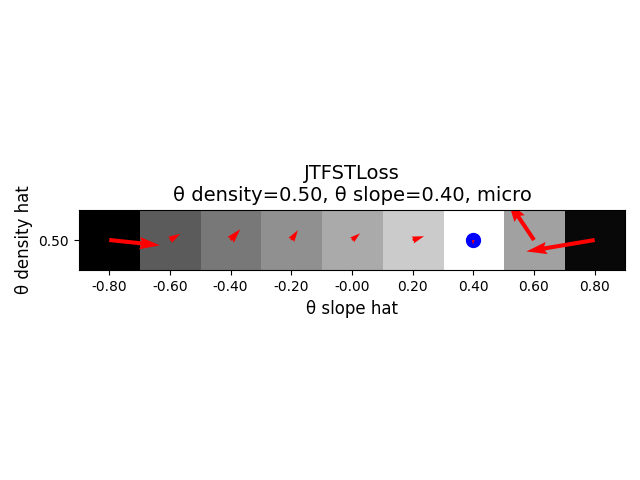 JTFSTLoss
θ density=0.50, θ slope=0.40, micro
θ density hat
0.50
-0.80 -0.60 -0.40 -0.20 -0.00 0.20 0.40 0.60 0.80
θ slope hat